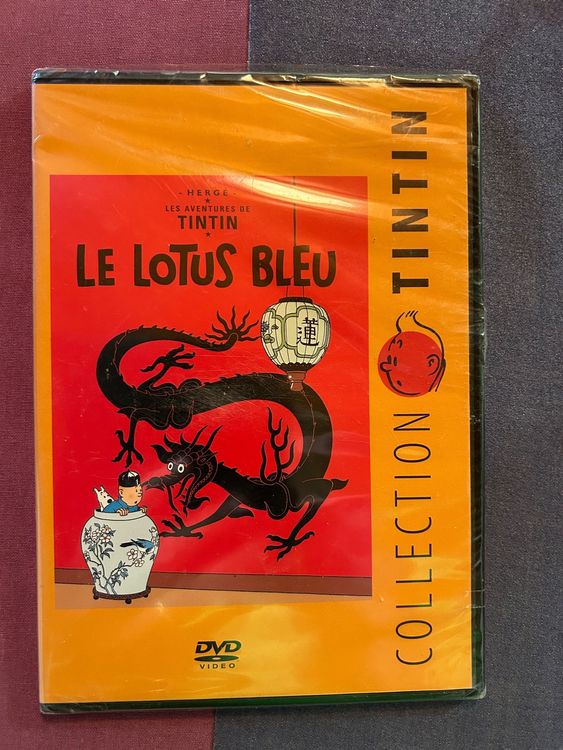 - HERGÉ -
LES AVENTURES DE
TINTIN
LE LOTUS BLEU
蓮
DVD
VIDEO
COLLECTION TINTIN